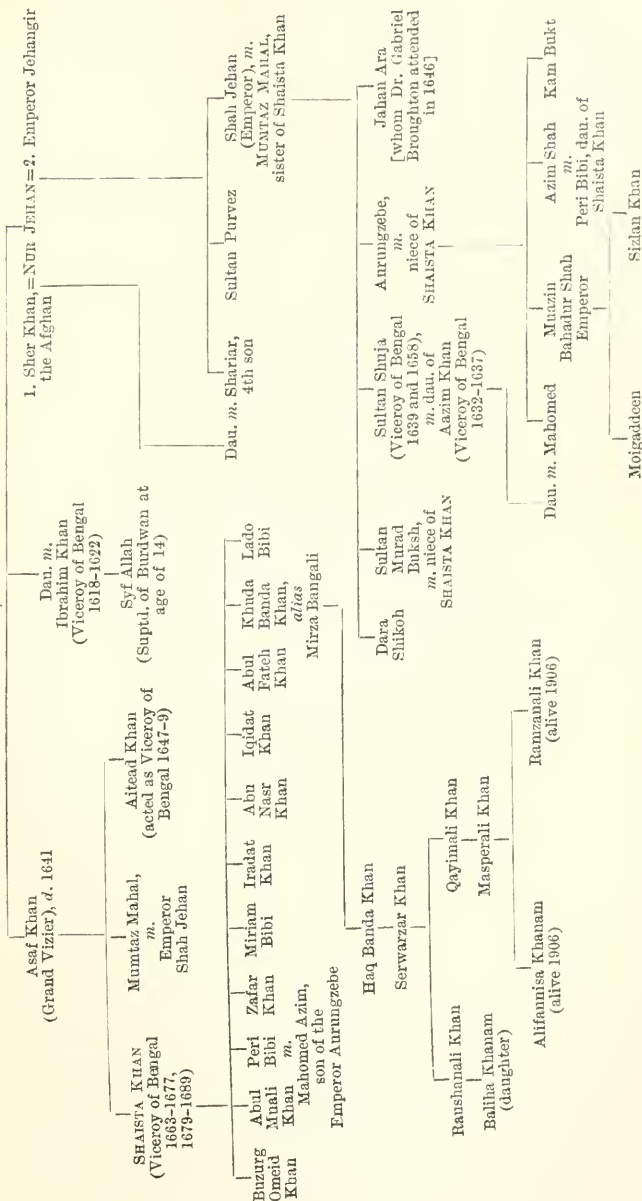 Asaf Khan
(Grand Vizier), d. 1641
Dau. m.
Ibrahim Khan
(Viceroy of Bengal
1618–1622)
Syf Allah
(Suptd. of Burdwan at
age of 14)
1. Sher Khan,=NUR JEHAN=2. Emperor Jehangir
the Afghan
SHAISTA KHAN
(Viceroy of Bengal
1663–1677,
1679–1689)
Mumtaz Mahal,
m.
Emperor
Shah Jehan
Aitead Khan
(acted as Viceroy of
Bengal 1647–9)
Dau. m. Shariar,
4th son
Sultan Purvez
Shah Jehan
(Emperor), m.
MUMTAZ MAHAL,
sister of Shaista Khan
Buzurg
Omeid
Khan
Abul
Muali
Khan
Peri
Bibi
m.
Mahomed Azim,
son of the
Emperor Aurungzebe
Zafar
Khan
Miriam
Bibi
Iradat
Khan
Abu
Nasr
Khan
Iqidat
Khan
Abul
Fateh
Khan
Khuda
Banda
Khan,
alias
Mirza Bangali
Lado
Bibi
Dara
Shikoh
Sultan
Murad
Buksh,
m. niece of
SHAISTA KHAN
Sultan Shuja
(Viceroy of Bengal
1639 and 1658),
m. dau. of
Aazim Khan
(Viceroy of Bengal
1632–1637)
Aurungzebe,
m.
niece of
SHAISTA KHAN
Jahan Ara
[whom Dr. Gabriel
Broughton attended
in 1646]
Haq Banda Khan
Serwarzar Khan
Raushanali Khan
Baliha Khanam
(daughter)
Qayimali Khan
Masperali Khan
Alifannisa Khanam
(alive 1906)
Ramzanali Khan
(alive 1906)
Dau. m. Mahomed
Muazin
Bahadur Shah
Emperor
Azim Shah
m.
Peri Bibi, dau. of
Shaista Khan
Kam Bukt
Moigaddeen
Sizlan Khan